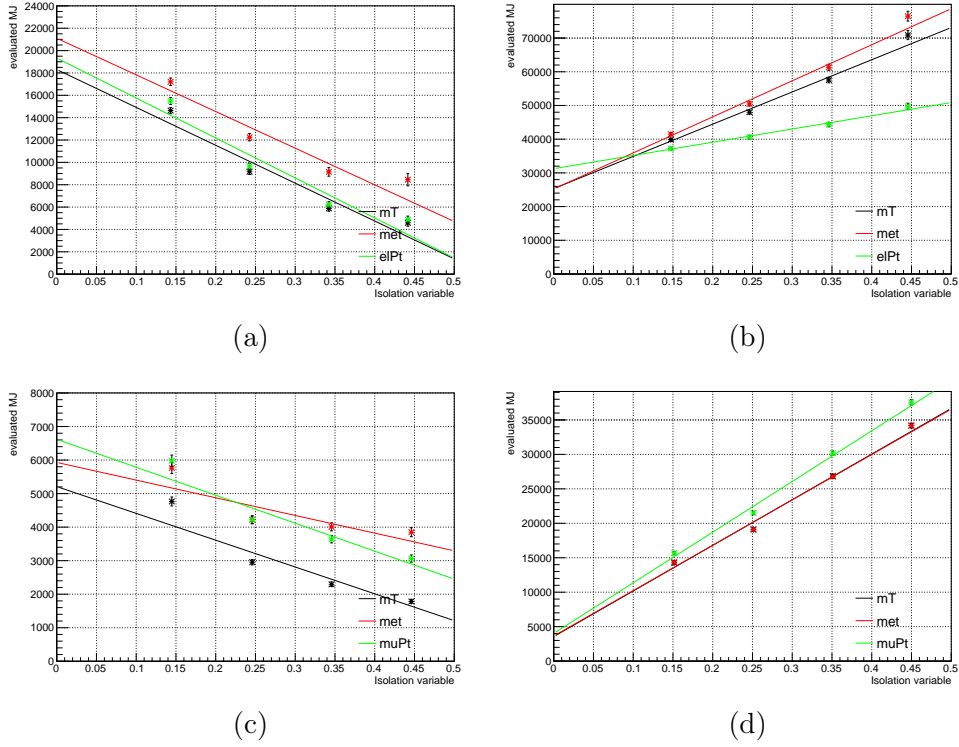 evaluated MJ
24000
22000
20000
18000
16000
14000
12000
10000
8000
6000
4000
2000
0
mT
met
elPt
0 0.05 0.1 0.15 0.2 0.25 0.3 0.35 0.4 0.45 0.5
Isolation variable
(a)
evaluated MJ
70000
60000
50000
40000
30000
20000
10000
0
mT
met
elPt
0 0.05 0.1 0.15 0.2 0.25 0.3 0.35 0.4 0.45 0.5
Isolation variable
(b)
evaluated MJ
8000
7000
6000
5000
4000
3000
2000
1000
0
mT
met
muPt
0 0.05 0.1 0.15 0.2 0.25 0.3 0.35 0.4 0.45 0.5
Isolation variable
(c)
evaluated MJ
35000
30000
25000
20000
15000
10000
5000
0
mT
met
muPt
0 0.05 0.1 0.15 0.2 0.25 0.3 0.35 0.4 0.45 0.5
Isolation variable
(d)